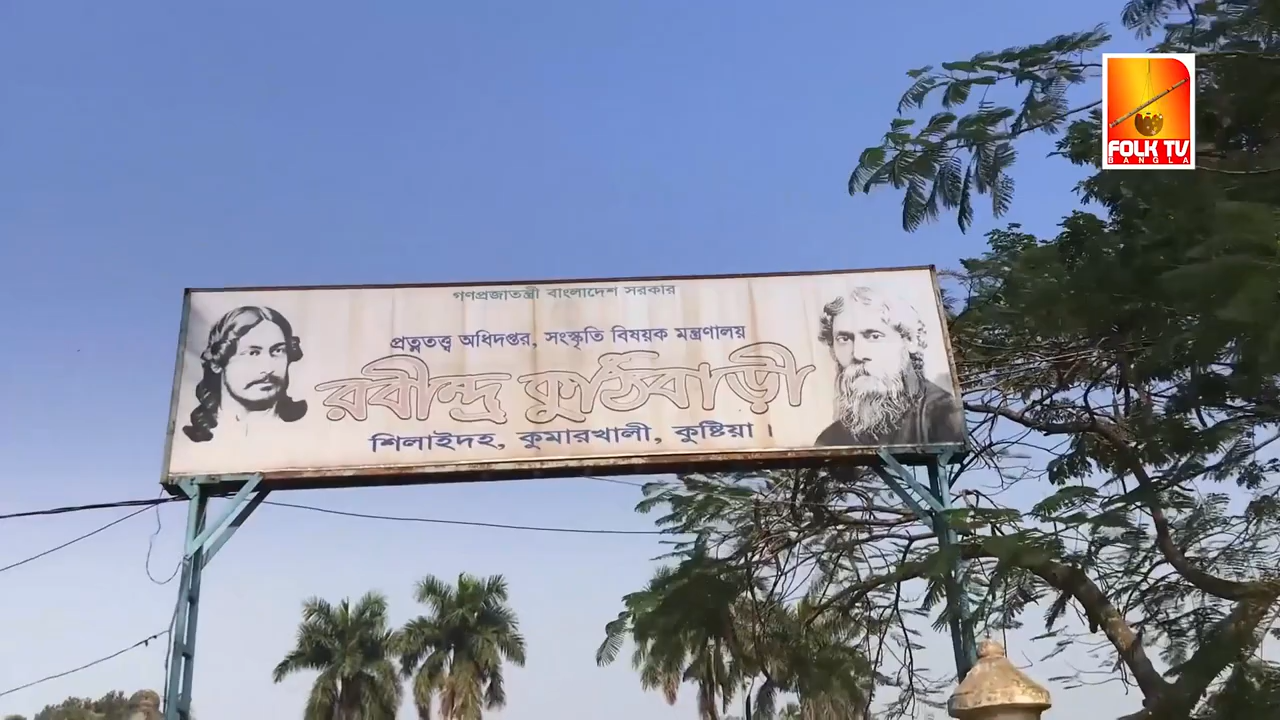 গণপ্রজাতন্ত্রী বাংলাদেশ সরকার
প্রত্নতত্ত্ব অধিদপ্তর, সংস্কৃতি বিষয়ক মন্ত্রণালয়
রবীন্দ্র কুঠিবাড়ী
শিলাইদহ, কুমারখালী, কুষ্টিয়া।
FOLK TV
BANGLA